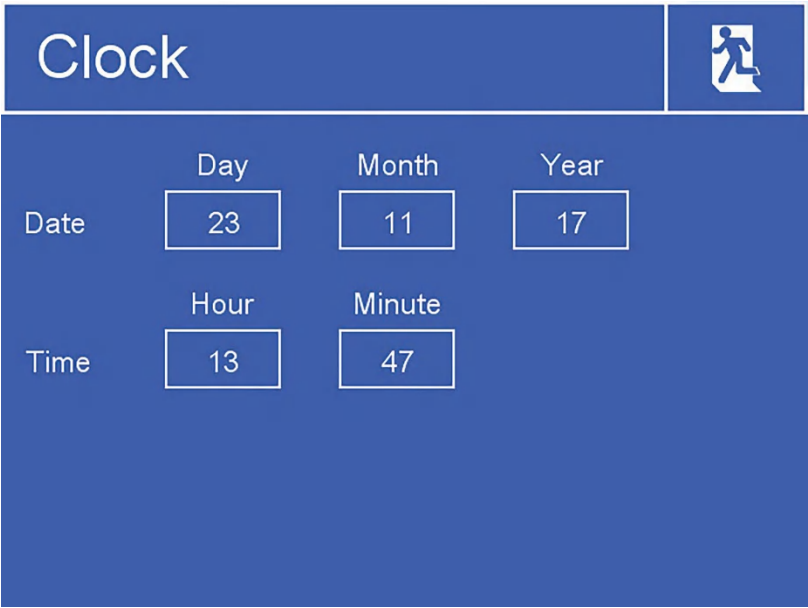 Clock
Day Month Year
Date 23 11 17
Hour Minute
Time 13 47